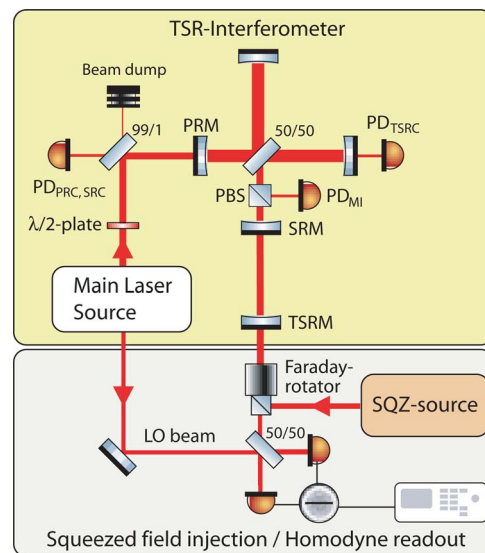 TSR-Interferometer
Beam dump
99/1
PRM
50/50
PD_TSRC
PD_PRC, SRC
PBS
PD_MI
λ/2-plate
SRM
Main Laser
Source
TSRM
Faraday-
rotator
SQZ-source
LO beam
50/50
Squeezed field injection / Homodyne readout